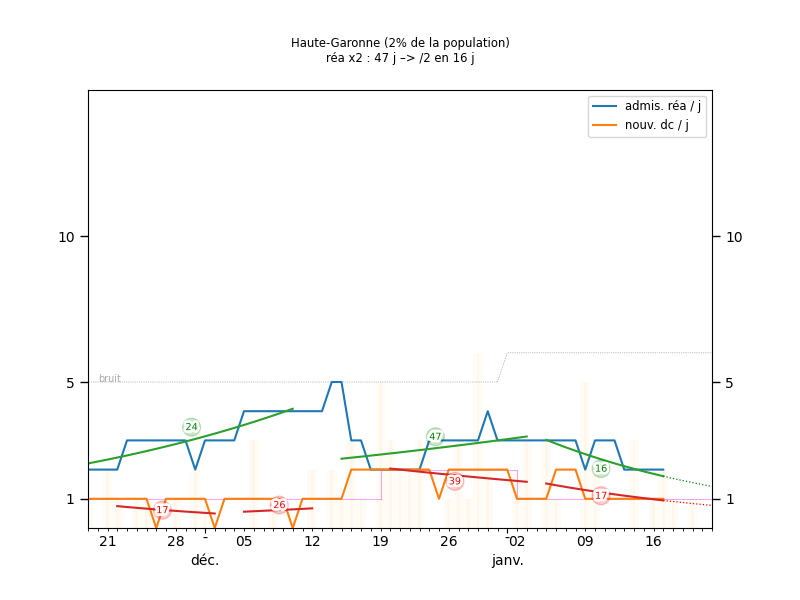 Haute-Garonne (2% de la population)
réa x2 : 47 j –> /2 en 16 j
admis. réa / j
nouv. dc / j
10 10
5 5
1 1
bruit
24
47
16
17
26
39
17
21 28 05 12 19 26 02 09 16
déc. janv.